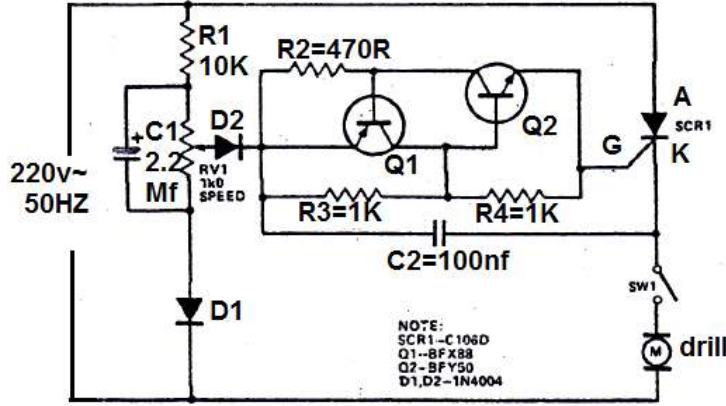 R1
10K
R2=470R
+C1
2.2
Mf
D2
RV1
1k0
SPEED
220v~
50HZ
Q1
Q2
A
SCR1
G
K
R3=1K
R4=1K
C2=100nf
SW1
D1
M
drill
NOTE:
SCR1-C106D
Q1-BFX88
Q2-BFY50
D1,D2-1N4004